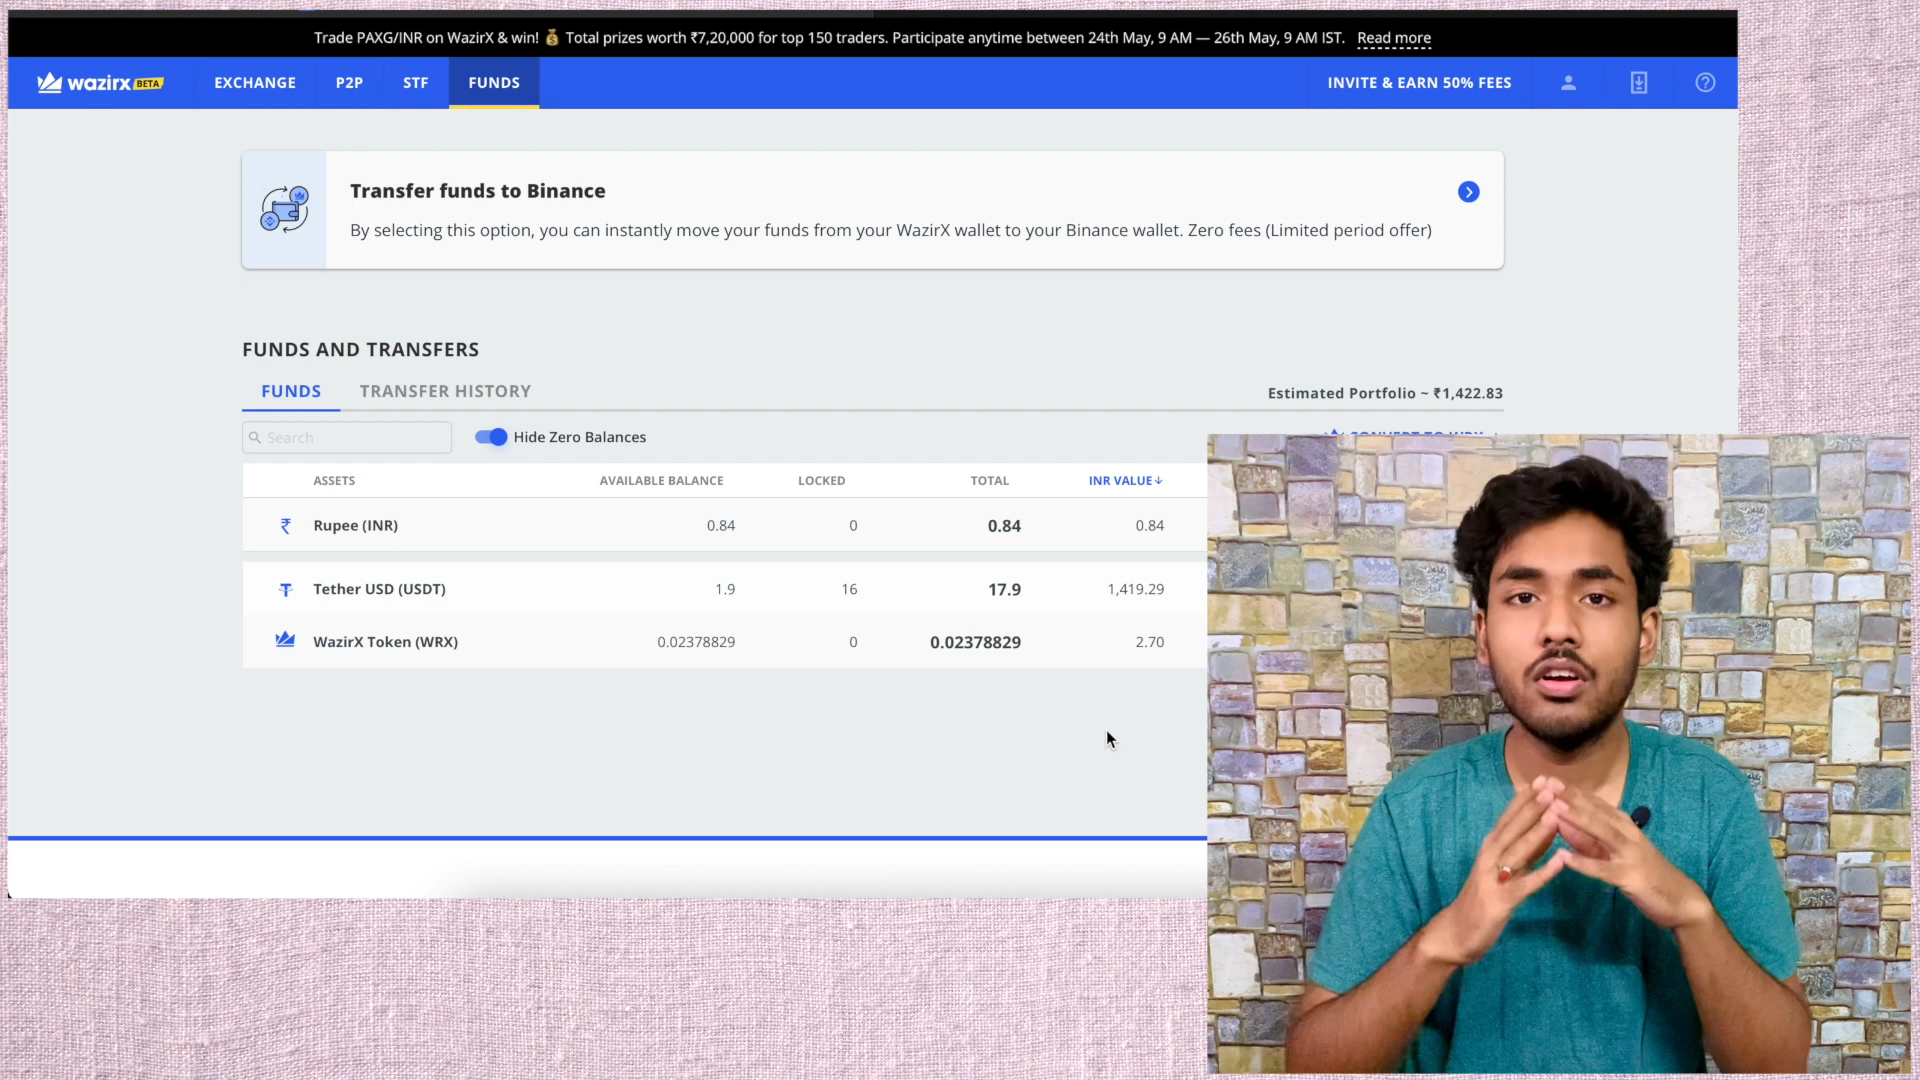 Trade PAXG/INR on WazirX & win! 💰 Total prizes worth ₹7,20,000 for top 150 traders. Participate anytime between 24th May, 9 AM — 26th May, 9 AM IST. Read more
wazirx BETA EXCHANGE P2P STF FUNDS INVITE & EARN 50% FEES
Transfer funds to Binance
By selecting this option, you can instantly move your funds from your WazirX wallet to your Binance wallet. Zero fees (Limited period offer)
FUNDS AND TRANSFERS
FUNDS TRANSFER HISTORY Estimated Portfolio ~ ₹1,422.83
Search Hide Zero Balances CONVERT TO WRX
ASSETS AVAILABLE BALANCE LOCKED TOTAL INR VALUE↓
₹ Rupee (INR) 0.84 0 0.84 0.84
Tether USD (USDT) 1.9 16 17.9 1,419.29
WazirX Token (WRX) 0.02378829 0 0.02378829 2.70